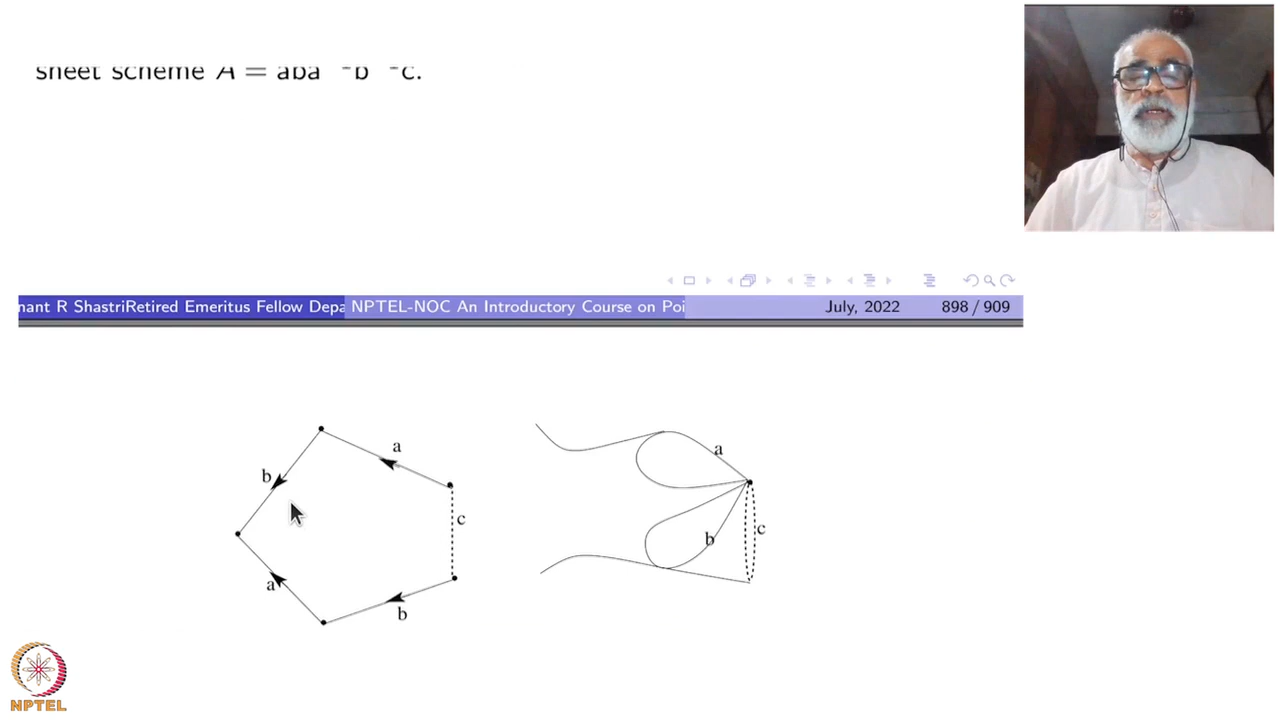 sheet scheme A = aba⁻¹b⁻¹c.
nant R ShastriRetired Emeritus Fellow Depa NPTEL-NOC An Introductory Course on Poi July, 2022 898 / 909
a
b
c
a
b
a
b
c
NPTEL